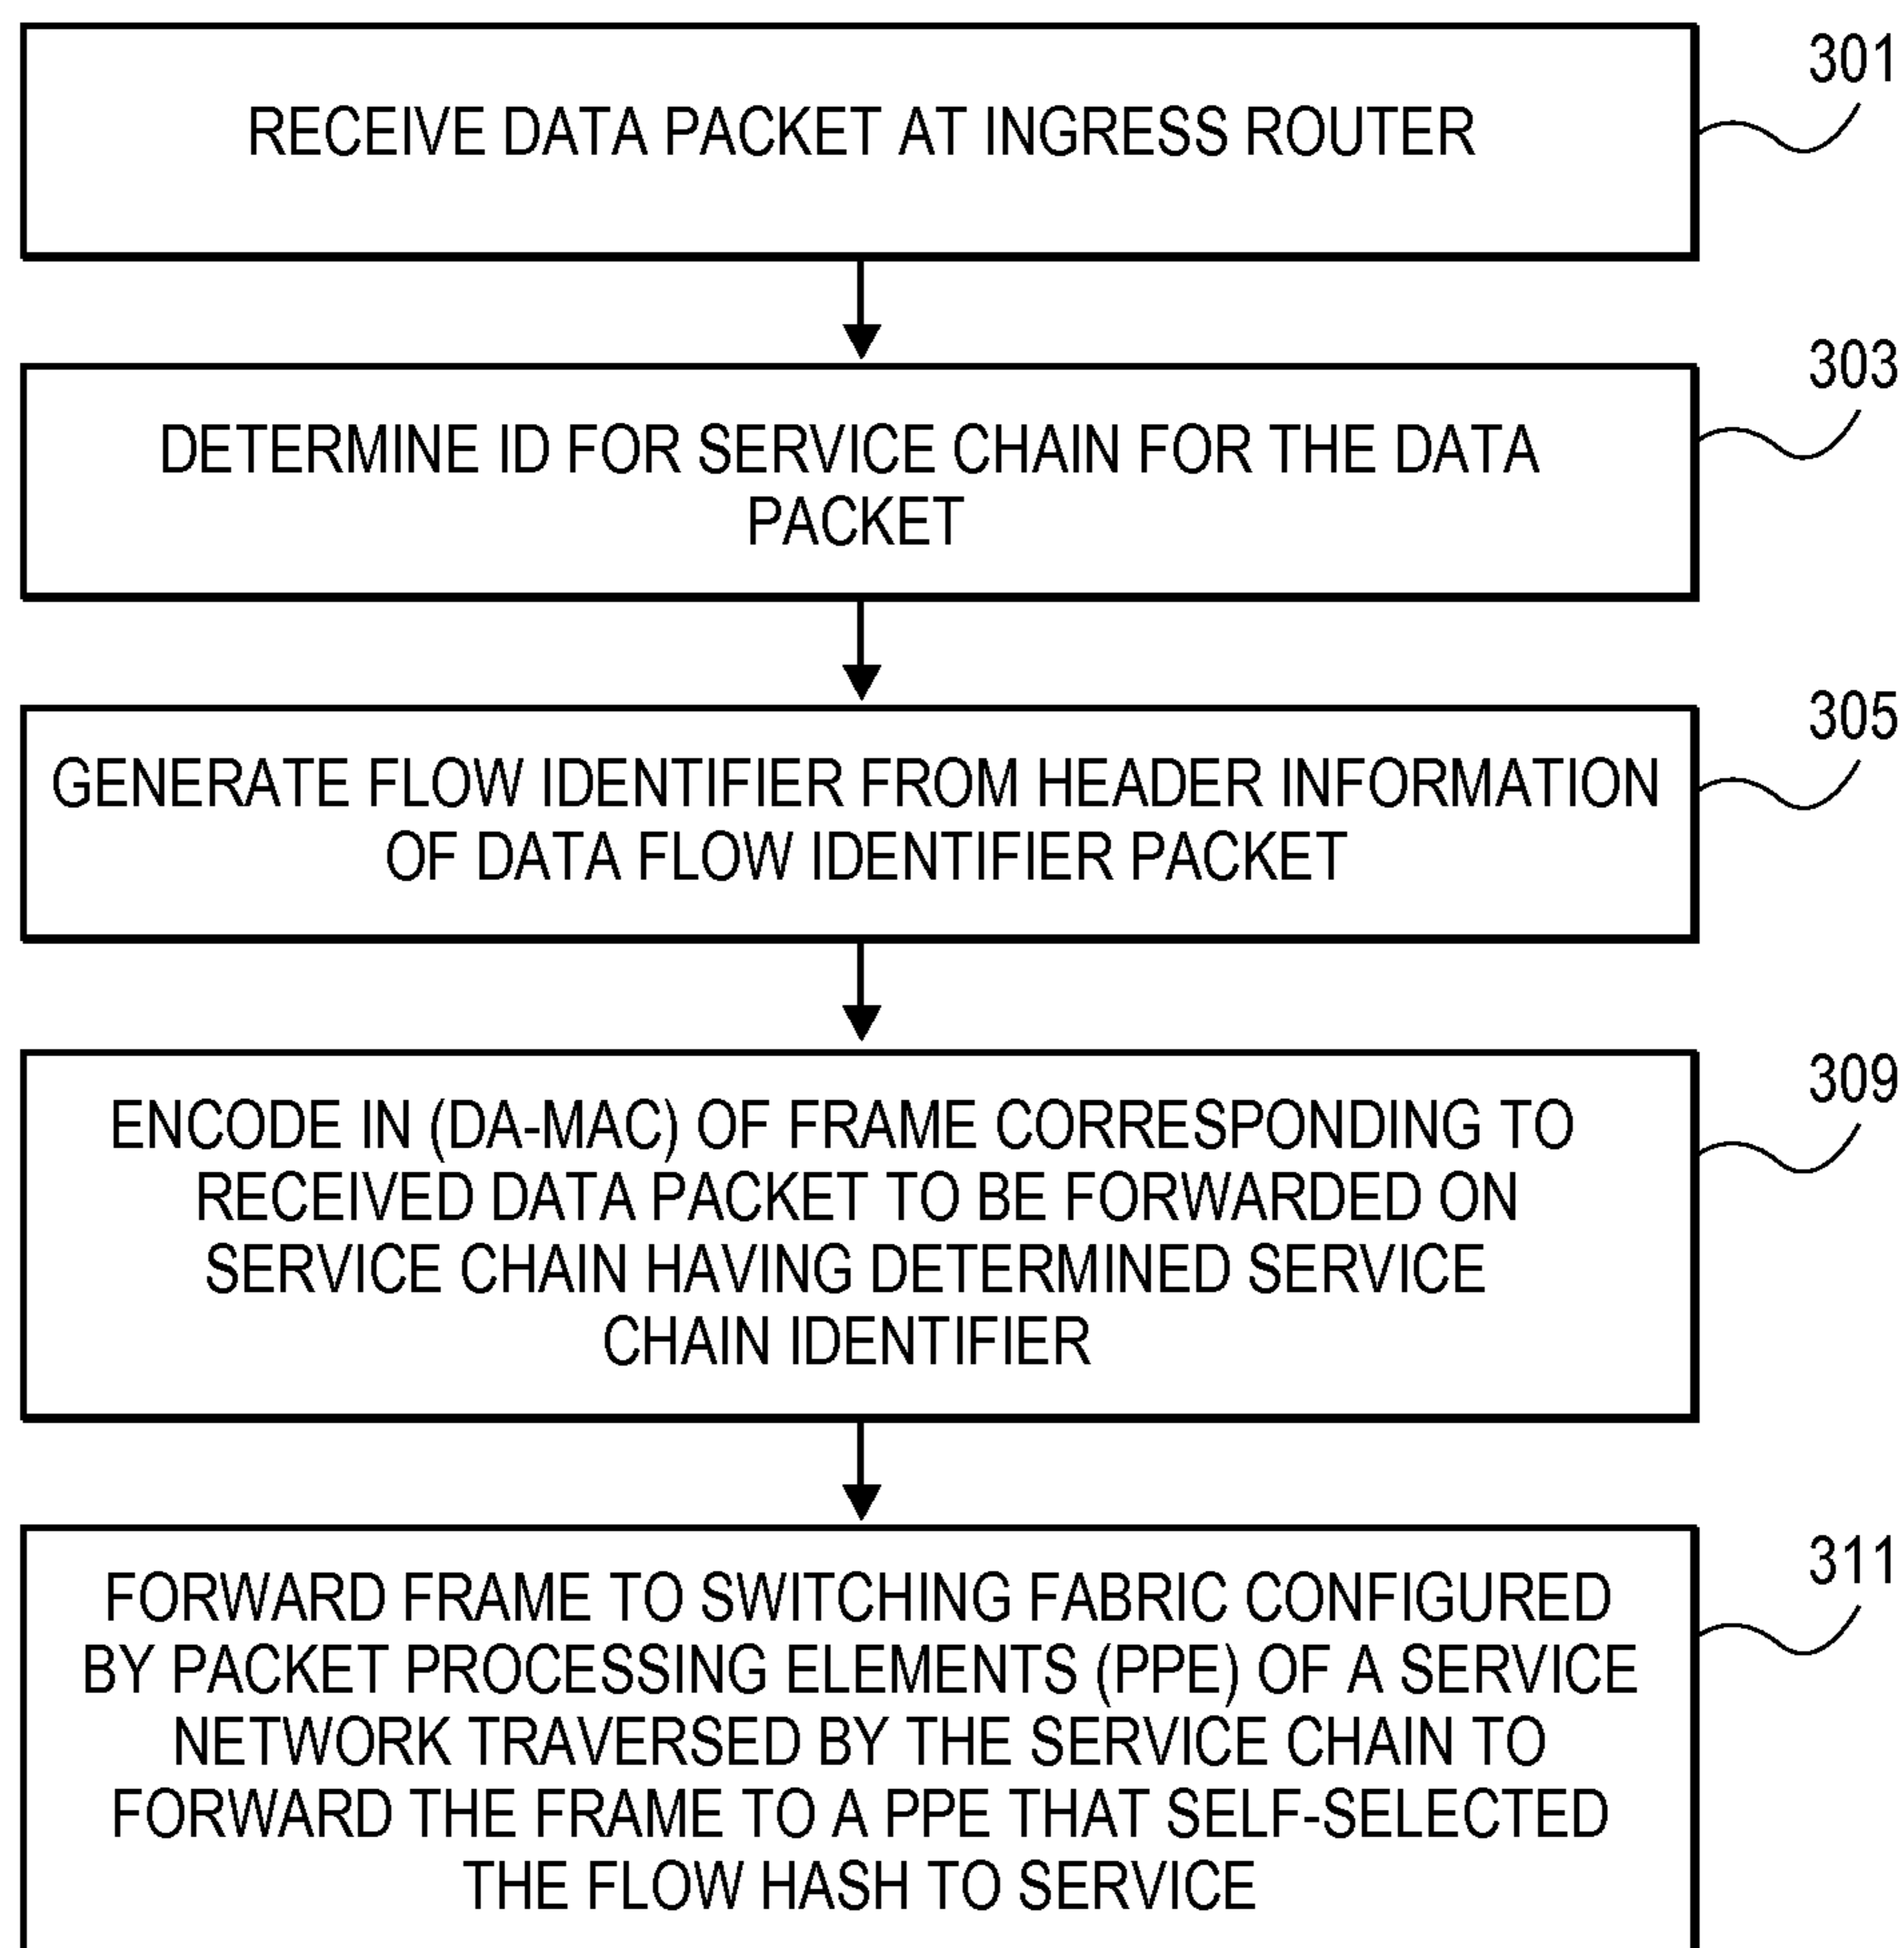 301
RECEIVE DATA PACKET AT INGRESS ROUTER
303
DETERMINE ID FOR SERVICE CHAIN FOR THE DATA
PACKET
305
GENERATE FLOW IDENTIFIER FROM HEADER INFORMATION
OF DATA FLOW IDENTIFIER PACKET
309
ENCODE IN (DA-MAC) OF FRAME CORRESPONDING TO
RECEIVED DATA PACKET TO BE FORWARDED ON
SERVICE CHAIN HAVING DETERMINED SERVICE
CHAIN IDENTIFIER
311
FORWARD FRAME TO SWITCHING FABRIC CONFIGURED
BY PACKET PROCESSING ELEMENTS (PPE) OF A SERVICE
NETWORK TRAVERSED BY THE SERVICE CHAIN TO
FORWARD THE FRAME TO A PPE THAT SELF-SELECTED
THE FLOW HASH TO SERVICE